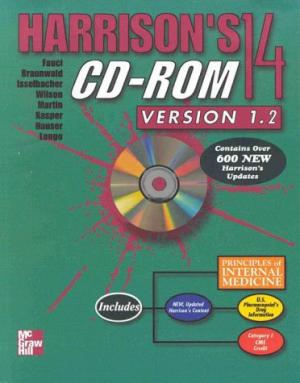 HARRISON'S 14
Fauci
Braunwald
Isselbacher
Wilson
Martin
Kasper
Hauser
Longo
CD-ROM
VERSION 1.2
Contains Over
600 NEW
Harrison's
Updates
PRINCIPLES of
INTERNAL
MEDICINE
Includes
NEW, Updated
Harrison's Content
U.S.
Pharmacopeia's
Drug
Information
Category 1
CME
Credit
Mc
Graw
Hill